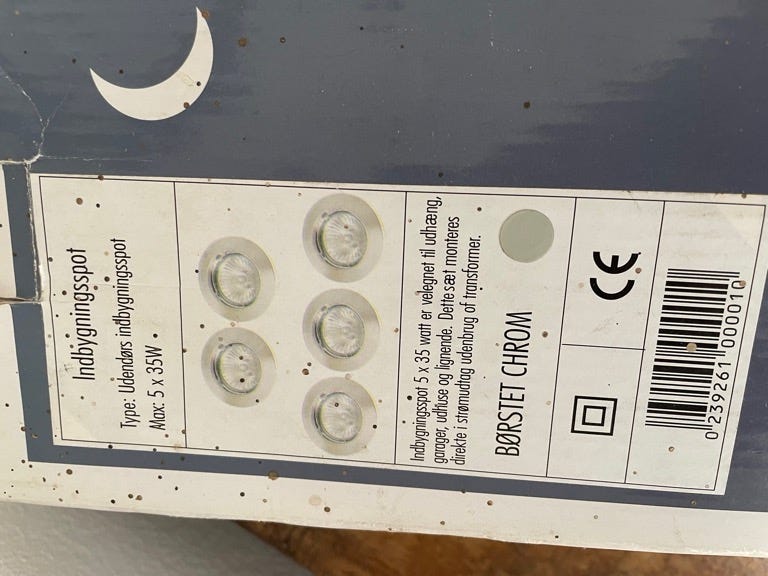 Indbygningsspot
Type: Udendørs indbygningsspot
Max: 5 x 35W
Indbygningsspot 5 x 35 watt er velegnet til udhæng,
garager, udhuse og lignende. Dette sæt monteres
direkte i strømudtag udenbrug af transformer.
BØRSTET CHROM
CE
0 239261 000010